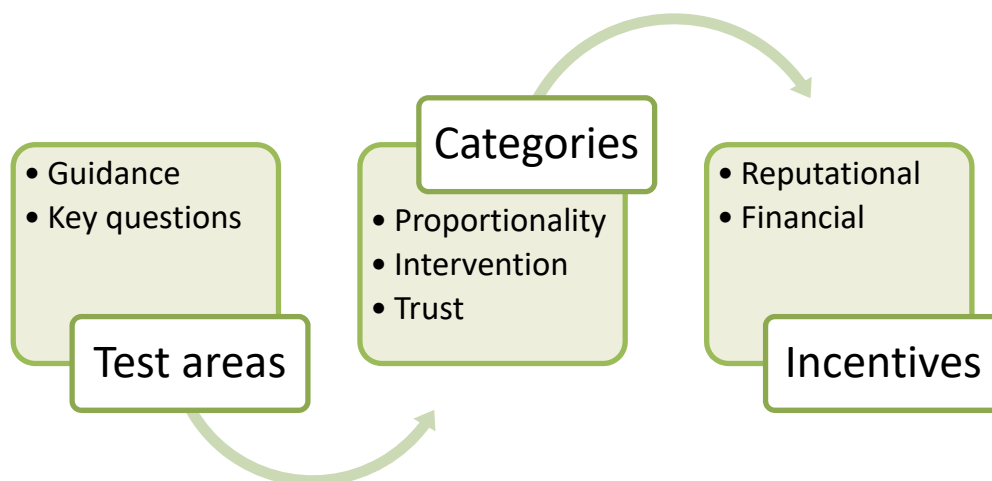 • Guidance
• Key questions
Test areas
Categories
• Proportionality
• Intervention
• Trust
• Reputational
• Financial
Incentives